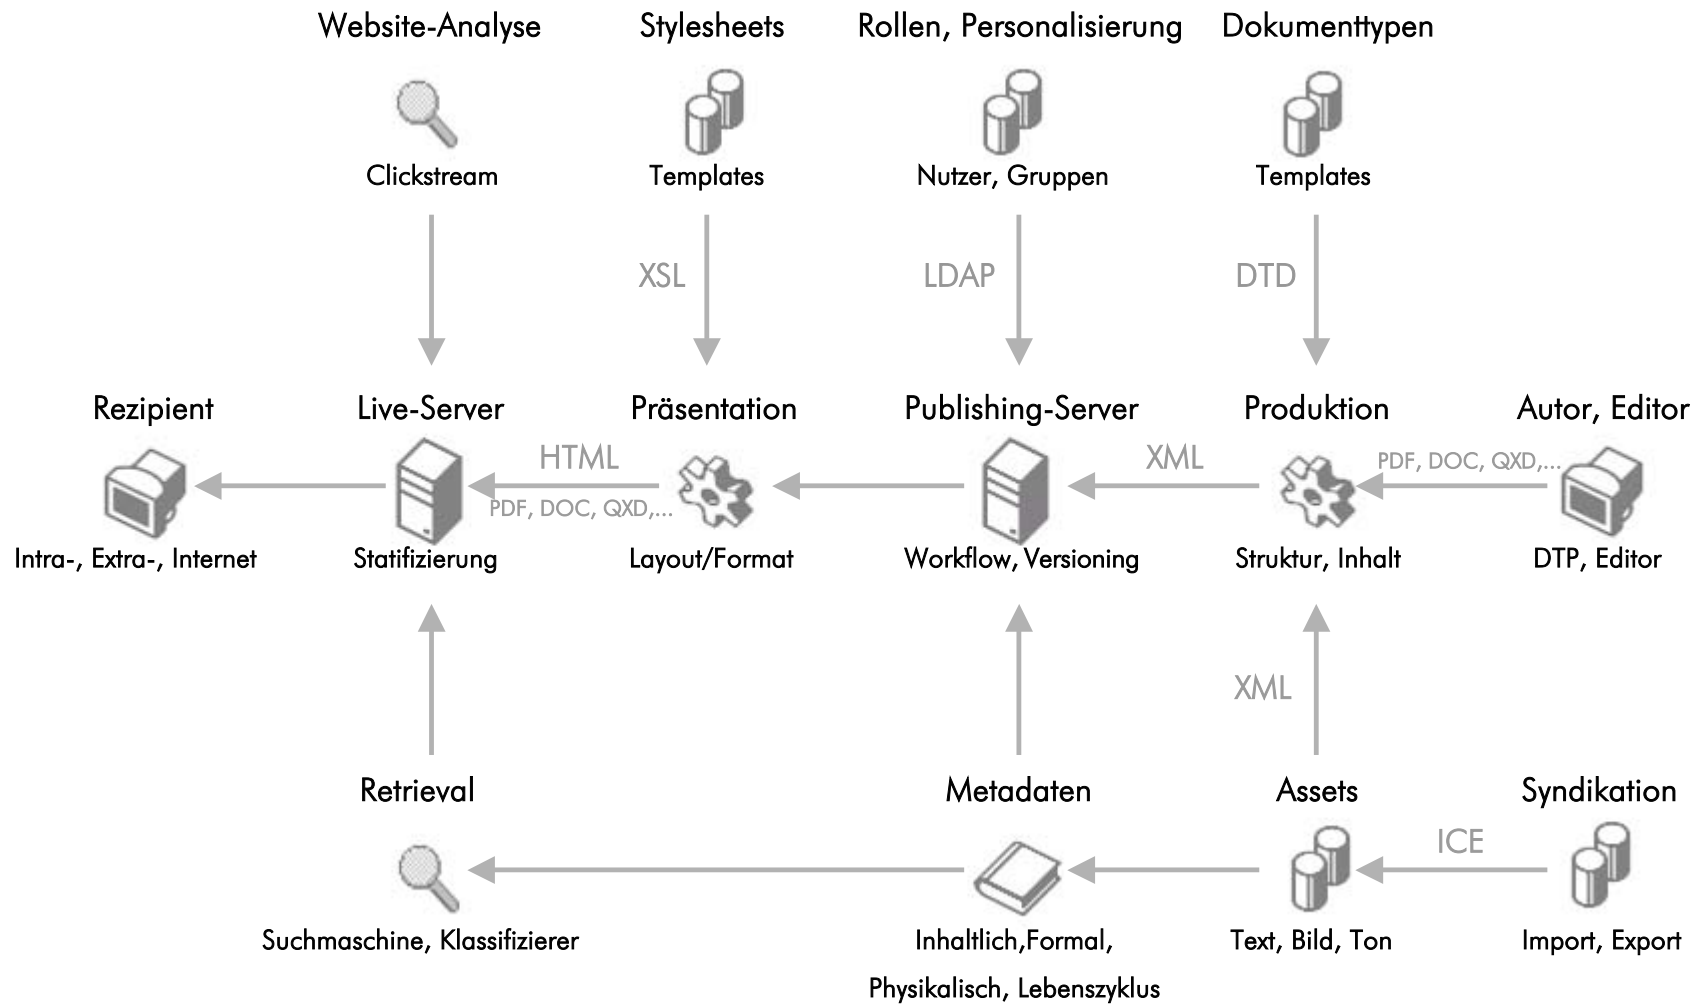 Website-Analyse
Stylesheets
Rollen, Personalisierung
Dokumenttypen
Clickstream
Templates
Nutzer, Gruppen
Templates
XSL
LDAP
DTD
Rezipient
Live-Server
Präsentation
Publishing-Server
Produktion
Autor, Editor
HTML
XML
PDF, DOC, QXD,...
PDF, DOC, QXD,...
Intra-, Extra-, Internet
Statifizierung
Layout/Format
Workflow, Versioning
Struktur, Inhalt
DTP, Editor
XML
Retrieval
Metadaten
Assets
Syndikation
ICE
Suchmaschine, Klassifizierer
Inhaltlich,Formal,
Physikalisch, Lebenszyklus
Text, Bild, Ton
Import, Export